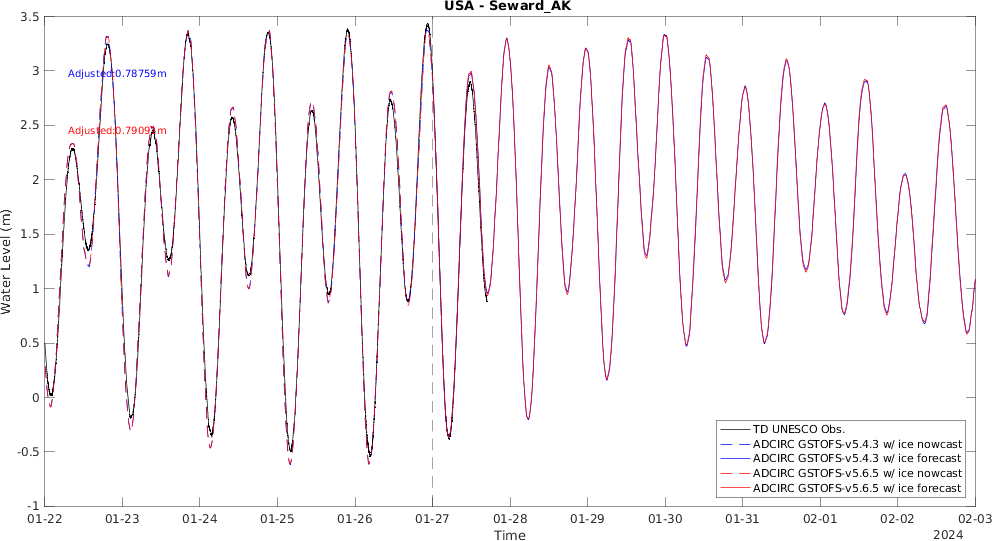 USA - Seward_AK
3.5
3
2.5
2
1.5
1
0.5
0
-0.5
-1
Water Level (m)
Adjusted:0.78759m
TD UNESCO Obs.
ADCIRC GSTOFS-v5.4.3 w/ ice nowcast
ADCIRC GSTOFS-v5.4.3 w/ ice forecast
ADCIRC GSTOFS-v5.6.5 w/ ice nowcast
ADCIRC GSTOFS-v5.6.5 w/ ice forecast
01-22 01-23 01-24 01-25 01-26 01-27 01-28 01-29 01-30 01-31 02-01 02-02 02-03
Time
2024